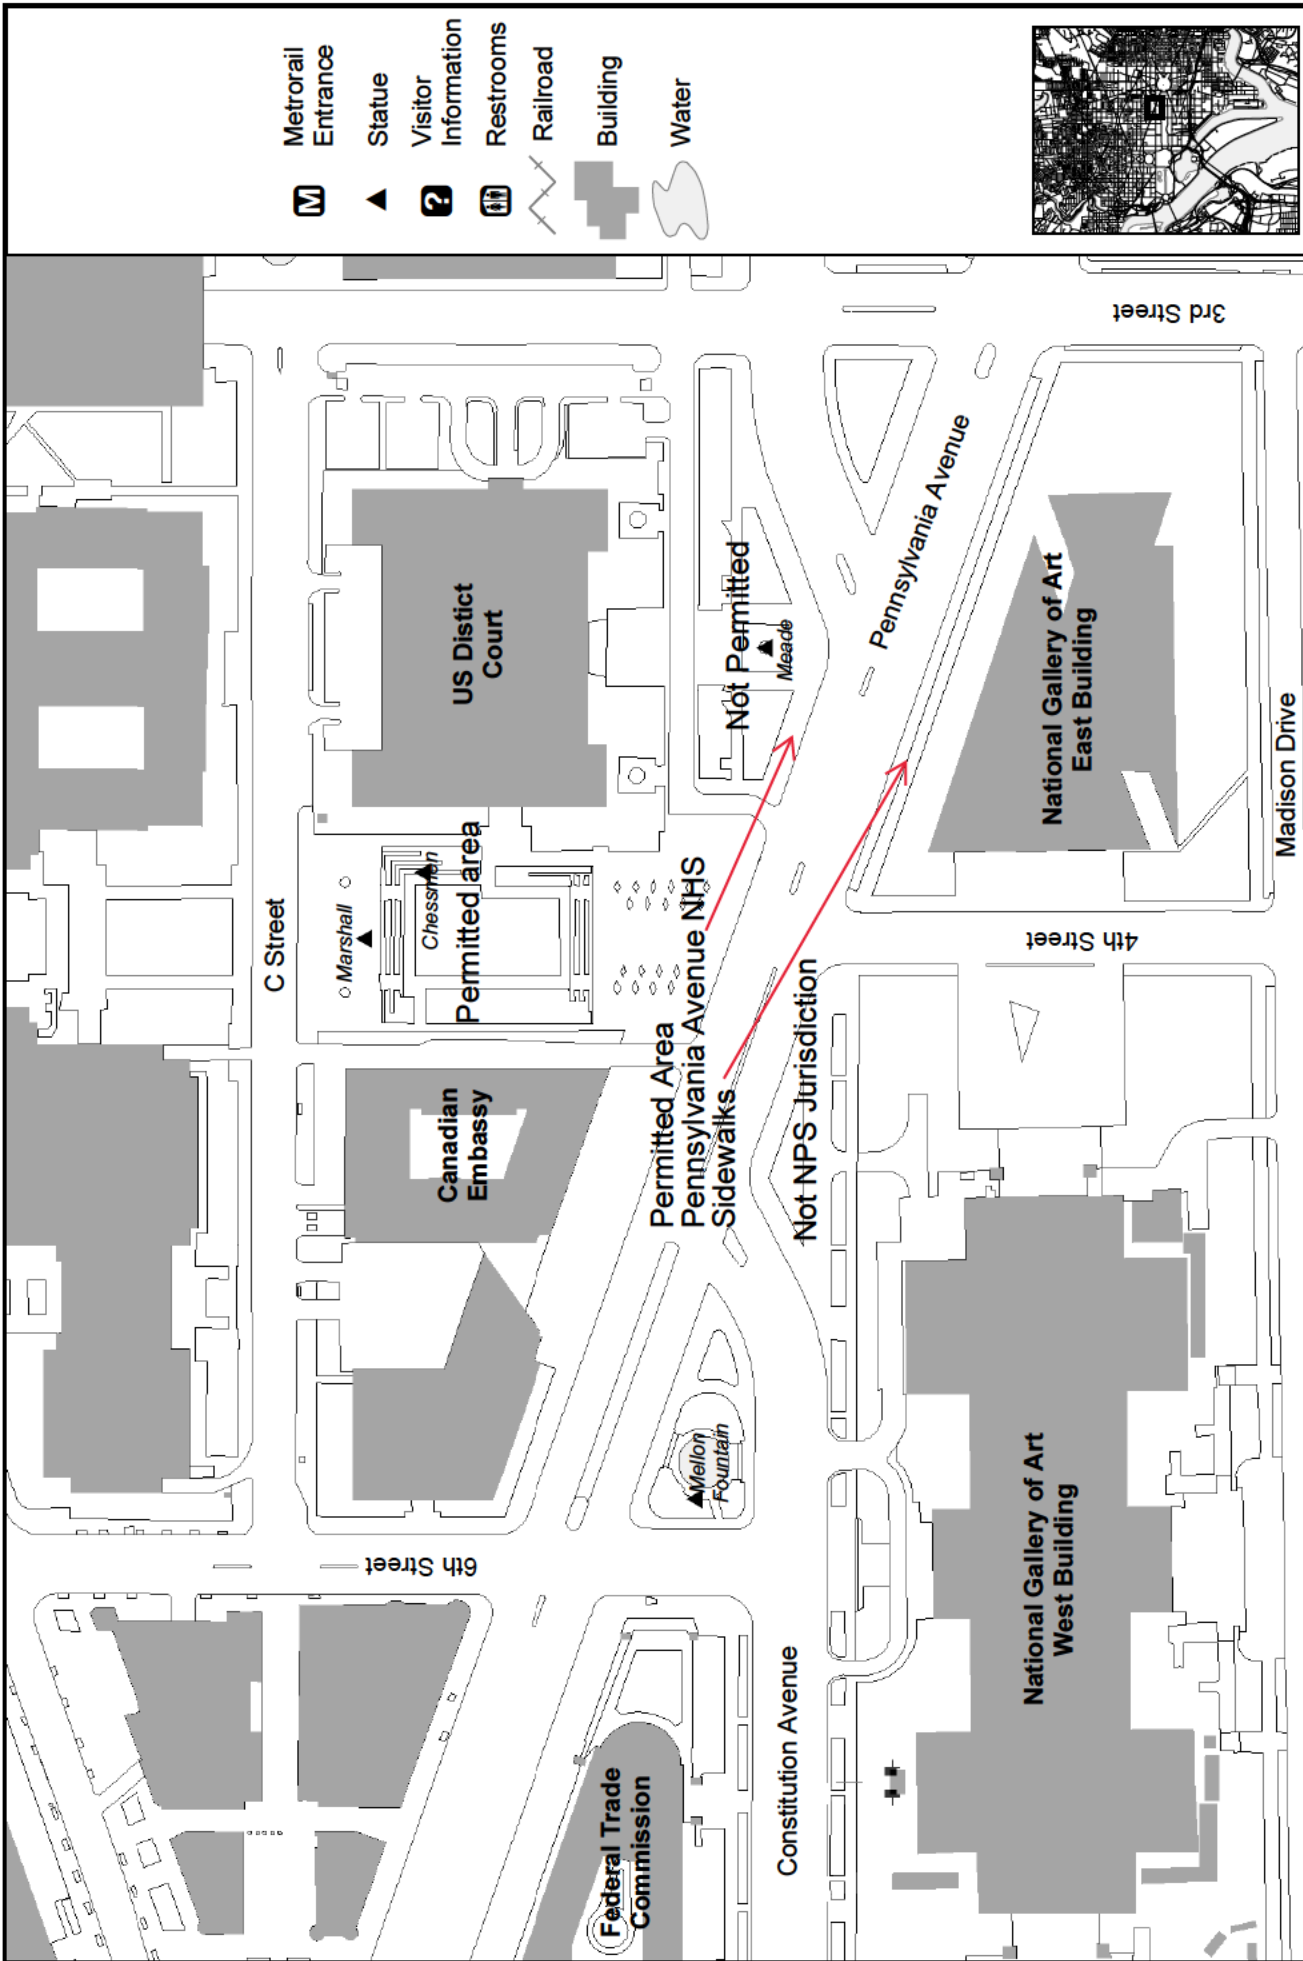 Metrorail
Entrance
Statue
Visitor
Information
Restrooms
Railroad
Building
Water
M
?
C Street
Marshall
Chessmen
Permitted area
US Distict
Court
Canadian
Embassy
Not Permitted
Meade
Permitted Area
Pennsylvania Avenue NHS
Sidewalks
Not NPS Jurisdiction
Pennsylvania Avenue
3rd Street
4th Street
6th Street
Mellon
Fountain
Federal Trade
Commission
Constitution Avenue
National Gallery of Art
West Building
National Gallery of Art
East Building
Madison Drive